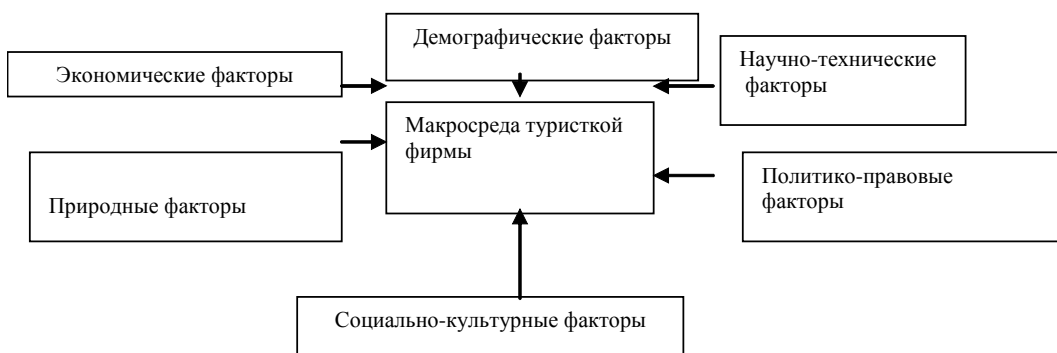 Демографические факторы
Экономические факторы
Научно-технические
факторы
Макросреда туристкой
фирмы
Природные факторы
Политико-правовые
факторы
Социально-культурные факторы